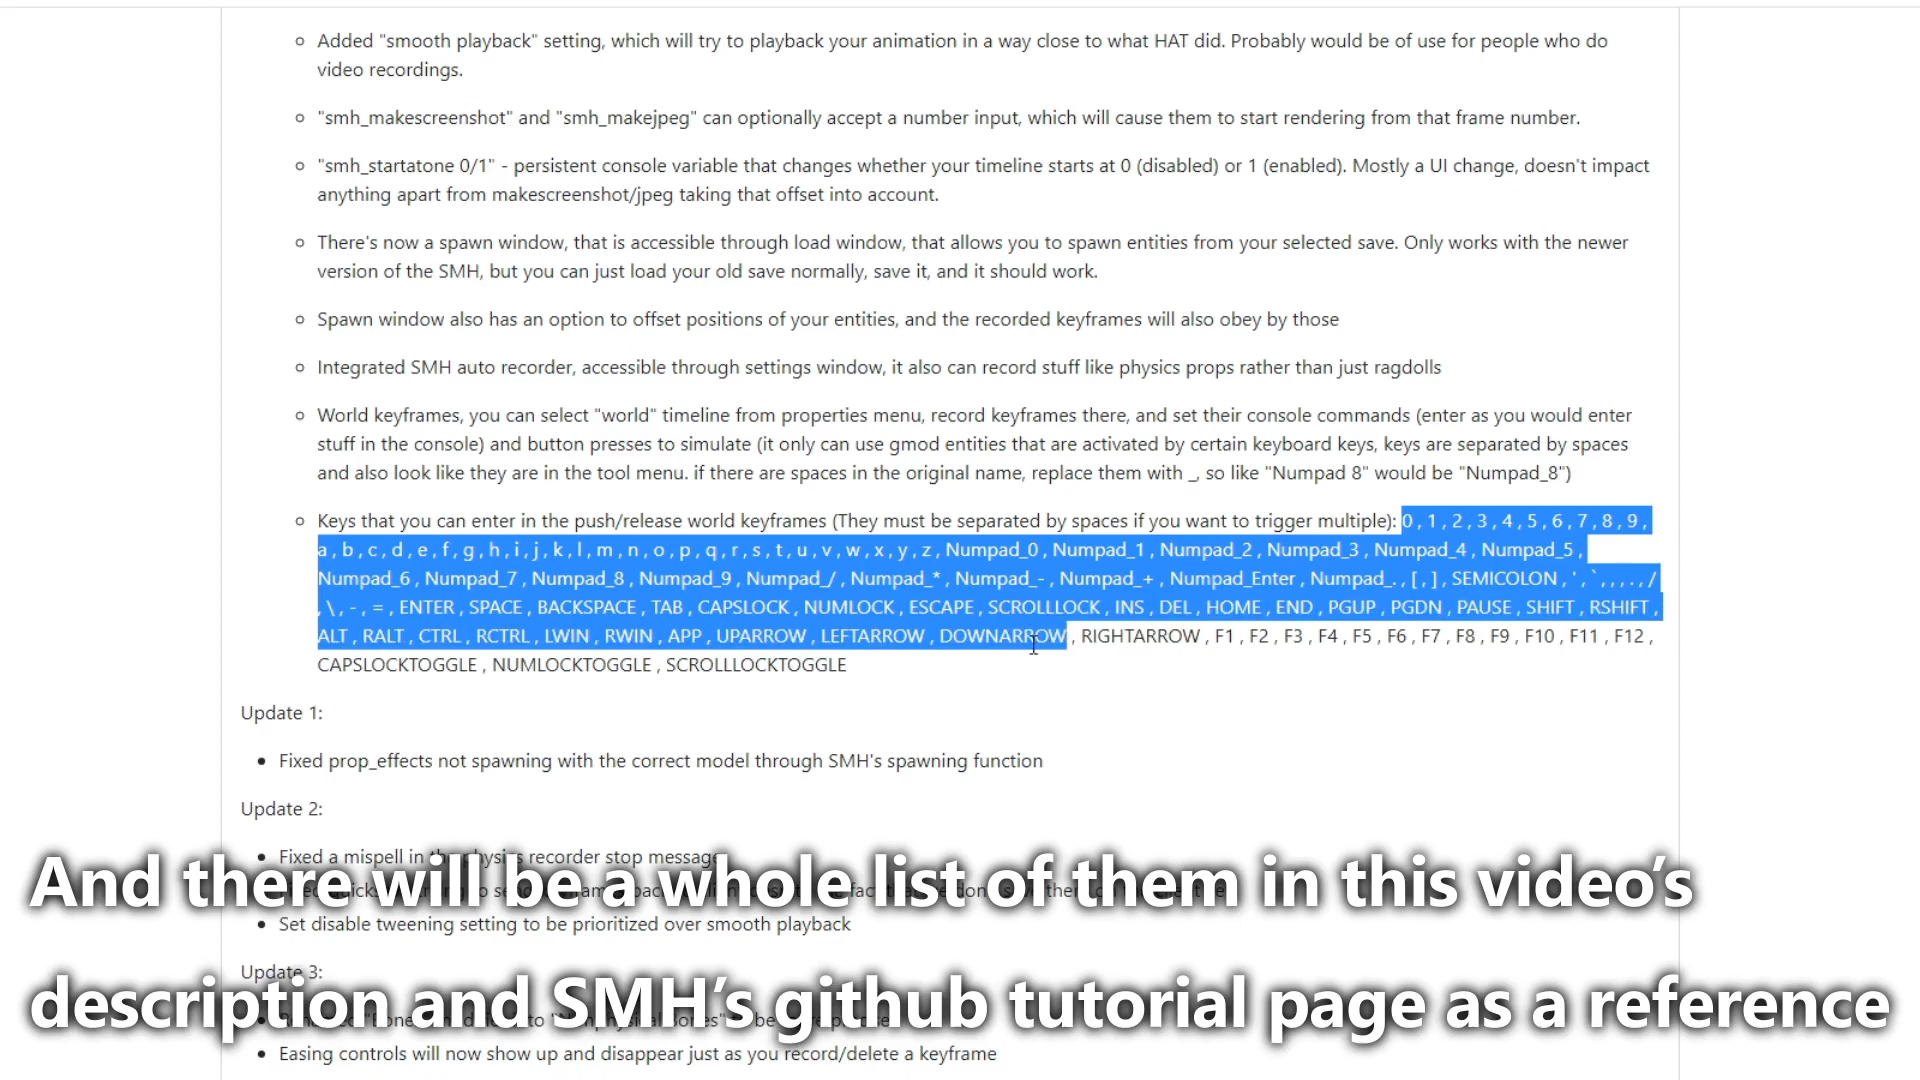 Added "smooth playback" setting, which will try to playback your animation in a way close to what HAT did. Probably would be of use for people who do
video recordings.
"smh_makescreenshot" and "smh_makejpeg" can optionally accept a number input, which will cause them to start rendering from that frame number.
"smh_startatone 0/1" - persistent console variable that changes whether your timeline starts at 0 (disabled) or 1 (enabled). Mostly a UI change, doesn't impact
anything apart from makescreenshot/jpeg taking that offset into account.
There's now a spawn window, that is accessible through load window, that allows you to spawn entities from your selected save. Only works with the newer
version of the SMH, but you can just load your old save normally, save it, and it should work.
Spawn window also has an option to offset positions of your entities, and the recorded keyframes will also obey by those
Integrated SMH auto recorder, accessible through settings window, it also can record stuff like physics props rather than just ragdolls
World keyframes, you can select "world" timeline from properties menu, record keyframes there, and set their console commands (enter as you would enter
stuff in the console) and button presses to simulate (it only can use gmod entities that are activated by certain keyboard keys, keys are separated by spaces
and also look like they are in the tool menu. if there are spaces in the original name, replace them with _, so like "Numpad 8" would be "Numpad_8")
Keys that you can enter in the push/release world keyframes (They must be separated by spaces if you want to trigger multiple): 0 , 1 , 2 , 3 , 4 , 5 , 6 , 7 , 8 , 9 ,
a , b , c , d , e , f , g , h , i , j , k , l , m , n , o , p , q , r , s , t , u , v , w , x , y , z , Numpad_0 , Numpad_1 , Numpad_2 , Numpad_3 , Numpad_4 , Numpad_5 ,
Numpad_6 , Numpad_7 , Numpad_8 , Numpad_9 , Numpad_/ , Numpad_* , Numpad_- , Numpad_+ , Numpad_Enter , Numpad_. , [ , ] , SEMICOLON , ' , ` , , , . , /
, \ , - , = , ENTER , SPACE , BACKSPACE , TAB , CAPSLOCK , NUMLOCK , ESCAPE , SCROLLLOCK , INS , DEL , HOME , END , PGUP , PGDN , PAUSE , SHIFT , RSHIFT ,
ALT , RALT , CTRL , RCTRL , LWIN , RWIN , APP , UPARROW , LEFTARROW , DOWNARROW , RIGHTARROW , F1 , F2 , F3 , F4 , F5 , F6 , F7 , F8 , F9 , F10 , F11 , F12 ,
CAPSLOCKTOGGLE , NUMLOCKTOGGLE , SCROLLLOCKTOGGLE
Update 1:
Fixed prop_effects not spawning with the correct model through SMH's spawning function
Update 2:
Fixed a mispell in the physics recorder stop message
And there will be a whole list of them in this video's
Set disable tweening setting to be prioritized over smooth playback
Update 3:
description and SMH's github tutorial page as a reference
Easing controls will now show up and disappear just as you record/delete a keyframe